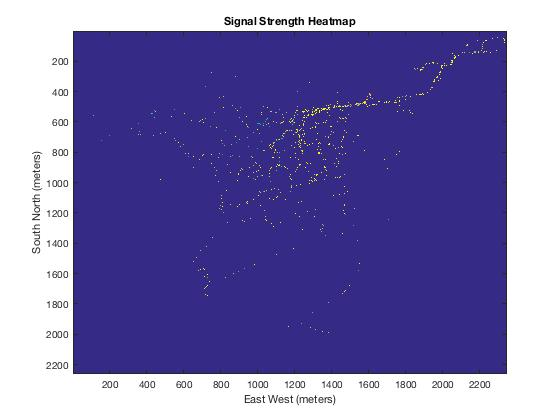 Signal Strength Heatmap
200
400
600
800
1000
1200
1400
1600
1800
2000
2200
South North (meters)
200 400 600 800 1000 1200 1400 1600 1800 2000 2200
East West (meters)